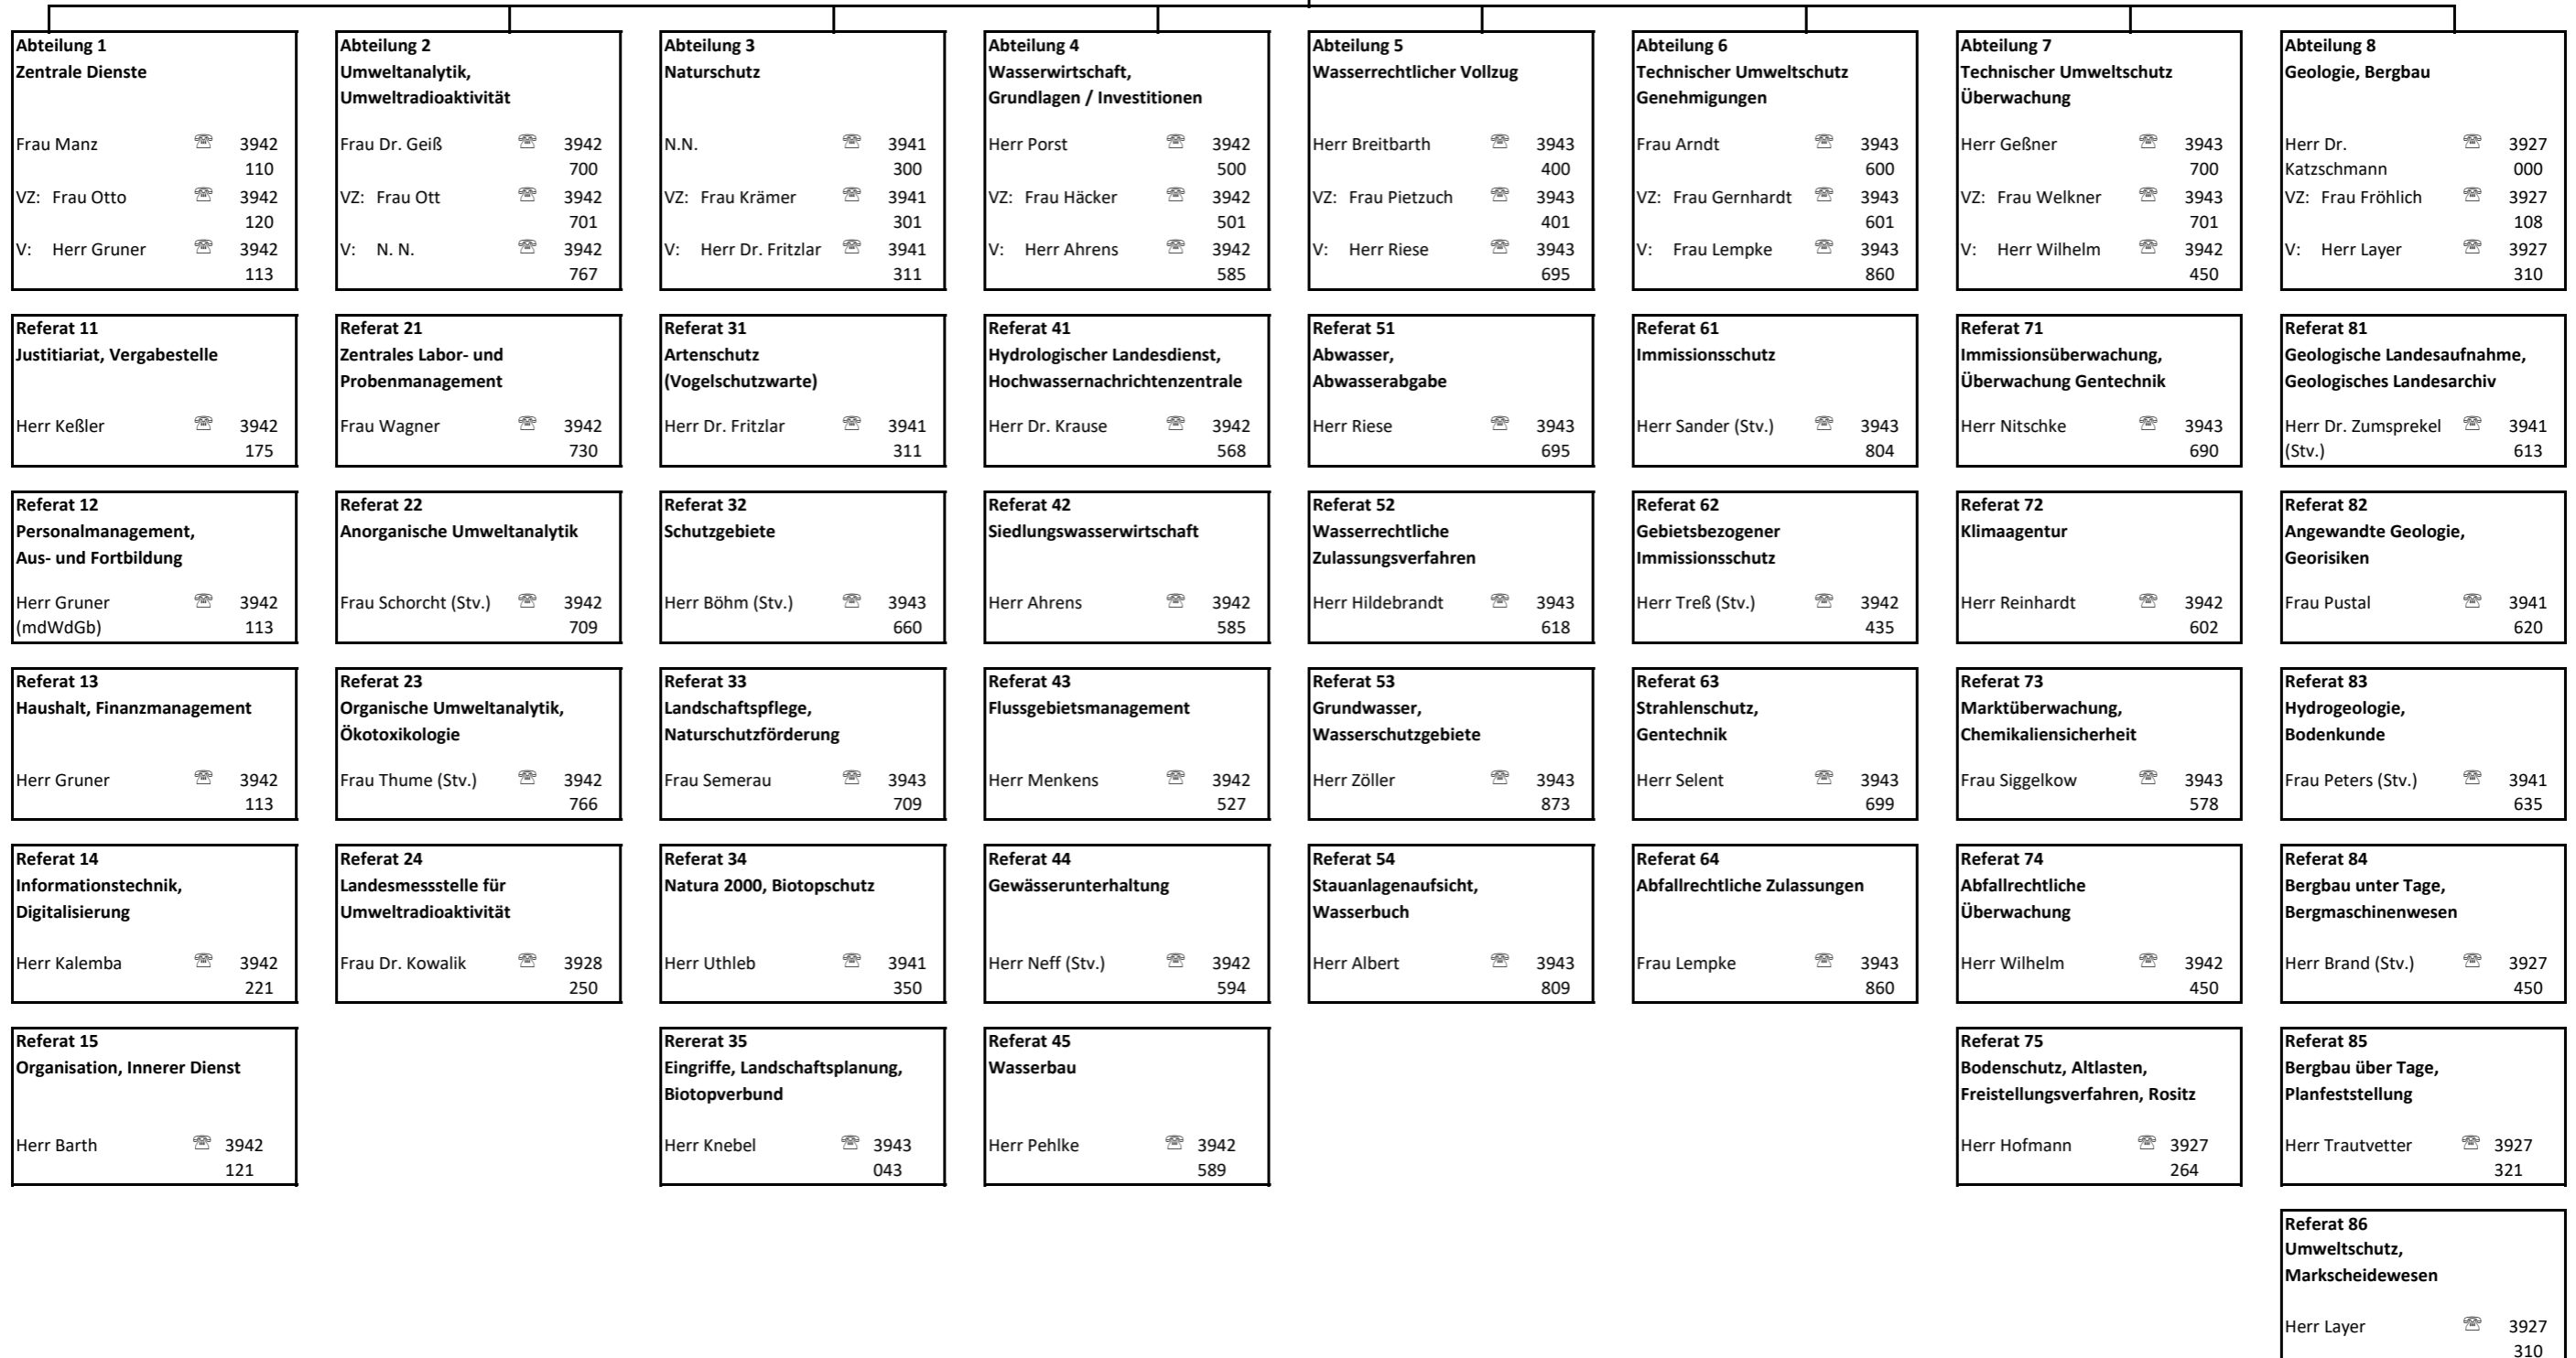 Abteilung 1
Zentrale Dienste
Frau Manz ☏ 3942
110
VZ: Frau Otto ☏ 3942
120
V: Herr Gruner ☏ 3942
113
Abteilung 2
Umweltanalytik,
Umweltradioaktivität
Frau Dr. Geiß ☏ 3942
700
VZ: Frau Ott ☏ 3942
701
V: N. N. ☏ 3942
767
Abteilung 3
Naturschutz
N.N. ☏ 3941
300
VZ: Frau Krämer ☏ 3941
301
V: Herr Dr. Fritzlar ☏ 3941
311
Abteilung 4
Wasserwirtschaft,
Grundlagen / Investitionen
Herr Porst ☏ 3942
500
VZ: Frau Häcker ☏ 3942
501
V: Herr Ahrens ☏ 3942
585
Abteilung 5
Wasserrechtlicher Vollzug
Herr Breitbarth ☏ 3943
400
VZ: Frau Pietzuch ☏ 3943
401
V: Herr Riese ☏ 3943
695
Abteilung 6
Technischer Umweltschutz
Genehmigungen
Frau Arndt ☏ 3943
600
VZ: Frau Gernhardt ☏ 3943
601
V: Frau Lempke ☏ 3943
860
Abteilung 7
Technischer Umweltschutz
Überwachung
Herr Geßner ☏ 3943
700
VZ: Frau Welkner ☏ 3943
701
V: Herr Wilhelm ☏ 3942
450
Abteilung 8
Geologie, Bergbau
Herr Dr. ☏ 3927
Katzschmann 000
VZ: Frau Fröhlich ☏ 3927
108
V: Herr Layer ☏ 3927
310
Referat 11
Justitiariat, Vergabestelle
Herr Keßler ☏ 3942
175
Referat 21
Zentrales Labor- und
Probenmanagement
Frau Wagner ☏ 3942
730
Referat 31
Artenschutz
(Vogelschutzwarte)
Herr Dr. Fritzlar ☏ 3941
311
Referat 41
Hydrologischer Landesdienst,
Hochwassernachrichtenzentrale
Herr Dr. Krause ☏ 3942
568
Referat 51
Abwasser,
Abwasserabgabe
Herr Riese ☏ 3943
695
Referat 61
Immissionsschutz
Herr Sander (Stv.) ☏ 3943
804
Referat 71
Immissionsüberwachung,
Überwachung Gentechnik
Herr Nitschke ☏ 3943
690
Referat 81
Geologische Landesaufnahme,
Geologisches Landesarchiv
Herr Dr. Zumsprekel ☏ 3941
(Stv.) 613
Referat 12
Personalmanagement,
Aus- und Fortbildung
Herr Gruner ☏ 3942
(mdWdGb) 113
Referat 22
Anorganische Umweltanalytik
Frau Schorcht (Stv.) ☏ 3942
709
Referat 32
Schutzgebiete
Herr Böhm (Stv.) ☏ 3943
660
Referat 42
Siedlungswasserwirtschaft
Herr Ahrens ☏ 3942
585
Referat 52
Wasserrechtliche
Zulassungsverfahren
Herr Hildebrandt ☏ 3943
618
Referat 62
Gebietsbezogener
Immissionsschutz
Herr Treß (Stv.) ☏ 3942
435
Referat 72
Klimaagentur
Herr Reinhardt ☏ 3942
602
Referat 82
Angewandte Geologie,
Georisiken
Frau Pustal ☏ 3941
620
Referat 13
Haushalt, Finanzmanagement
Herr Gruner ☏ 3942
113
Referat 23
Organische Umweltanalytik,
Ökotoxikologie
Frau Thume (Stv.) ☏ 3942
766
Referat 33
Landschaftspflege,
Naturschutzförderung
Frau Semerau ☏ 3943
709
Referat 43
Flussgebietsmanagement
Herr Menkens ☏ 3942
527
Referat 53
Grundwasser,
Wasserschutzgebiete
Herr Zöller ☏ 3943
873
Referat 63
Strahlenschutz,
Gentechnik
Herr Selent ☏ 3943
699
Referat 73
Marktüberwachung,
Chemikaliensicherheit
Frau Siggelkow ☏ 3943
578
Referat 83
Hydrogeologie,
Bodenkunde
Frau Peters (Stv.) ☏ 3941
635
Referat 14
Informationstechnik,
Digitalisierung
Herr Kalemba ☏ 3942
221
Referat 24
Landesmessstelle für
Umweltradioaktivität
Frau Dr. Kowalik ☏ 3928
250
Referat 34
Natura 2000, Biotopschutz
Herr Uthleb ☏ 3941
350
Referat 44
Gewässerunterhaltung
Herr Neff (Stv.) ☏ 3942
594
Referat 54
Stauanlagenaufsicht,
Wasserbuch
Herr Albert ☏ 3943
809
Referat 64
Abfallrechtliche Zulassungen
Frau Lempke ☏ 3943
860
Referat 74
Abfallrechtliche
Überwachung
Herr Wilhelm ☏ 3942
450
Referat 84
Bergbau unter Tage,
Bergmaschinenwesen
Herr Brand (Stv.) ☏ 3927
450
Referat 15
Organisation, Innerer Dienst
Herr Barth ☏ 3942
121
Rererat 35
Eingriffe, Landschaftsplanung,
Biotopverbund
Herr Knebel ☏ 3943
043
Referat 45
Wasserbau
Herr Pehlke ☏ 3942
589
Referat 75
Bodenschutz, Altlasten,
Freistellungsverfahren, Rositz
Herr Hofmann ☏ 3927
264
Referat 85
Bergbau über Tage,
Planfeststellung
Herr Trautvetter ☏ 3927
321
Referat 86
Umweltschutz,
Markscheidewesen
Herr Layer ☏ 3927
310